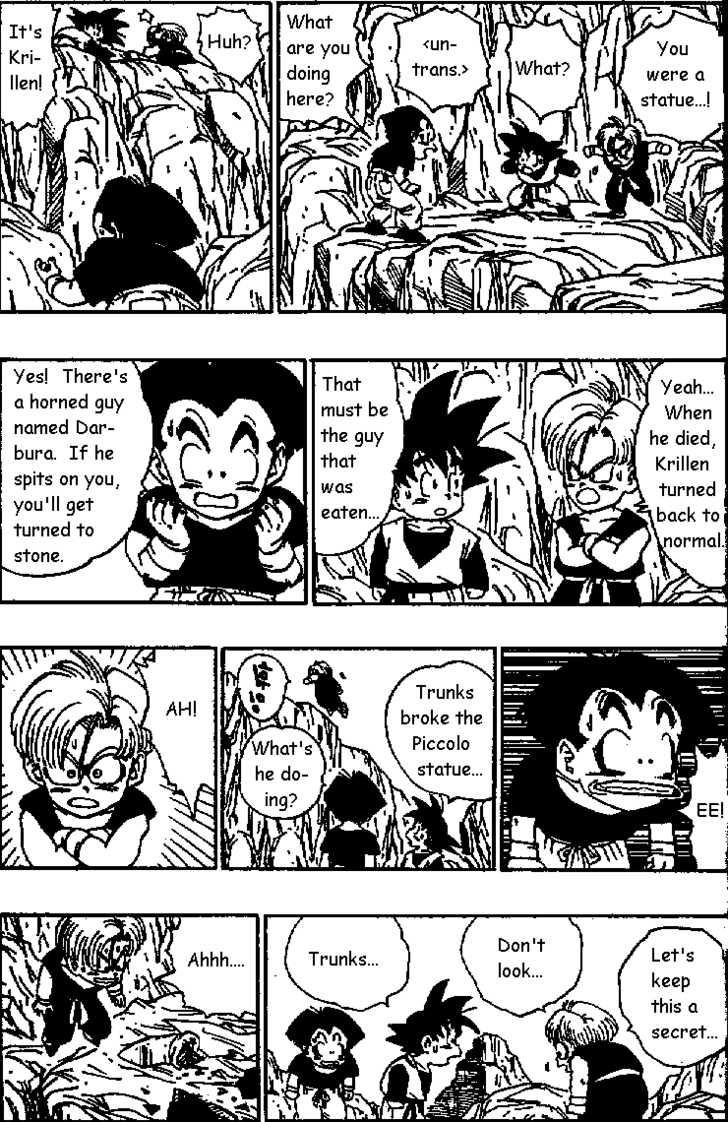 It's
Kri-
llen!
Huh?
What
are you
doing
here?
<un-
trans.>
What?
You
were a
statue...!
Yes! There's
a horned guy
named Dar-
bura. If he
spits on you,
you'll get
turned to
stone.
That
must be
the guy
that
was
eaten...
Yeah...
When
he died,
Krillen
turned
back to
normal.
AH!
What's
he do-
ing?
Trunks
broke the
Piccolo
statue...
EE!
Ahhh....
Trunks...
Don't
look...
Let's
keep
this a
secret...